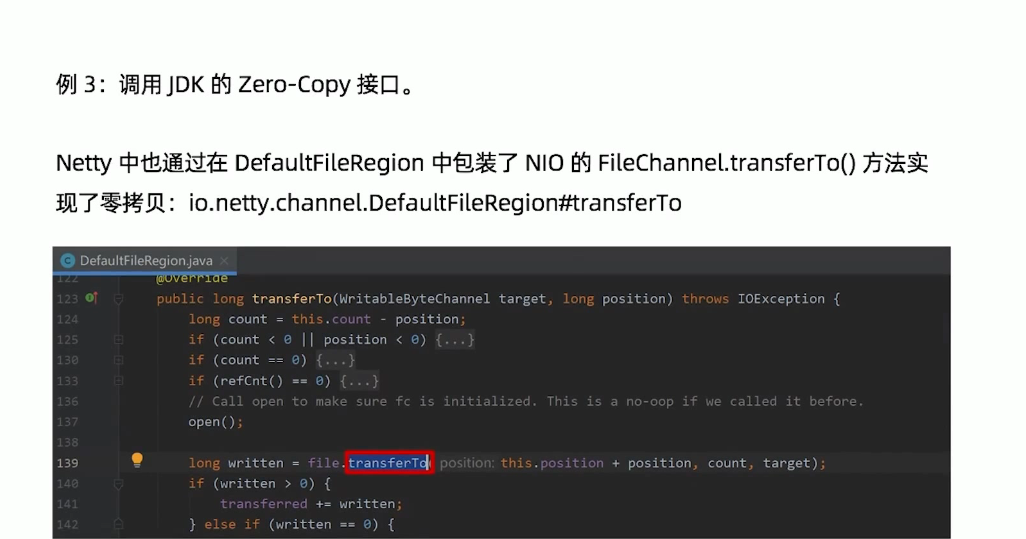 例 3：调用 JDK 的 Zero-Copy 接口。
Netty 中也通过在 DefaultFileRegion 中包装了 NIO 的 FileChannel.transferTo() 方法实
现了零拷贝：io.netty.channel.DefaultFileRegion#transferTo
DefaultFileRegion.java
122 @Override
123 public long transferTo(WritableByteChannel target, long position) throws IOException {
124 long count = this.count - position;
125 if (count < 0 || position < 0) {...}
130 if (count == 0) {...}
133 if (refCnt() == 0) {...}
136 // Call open to make sure fc is initialized. This is a no-oop if we called it before.
137 open();
138
139 long written = file.transferTo( position: this.position + position, count, target);
140 if (written > 0) {
141 transferred += written;
142 } else if (written == 0) {